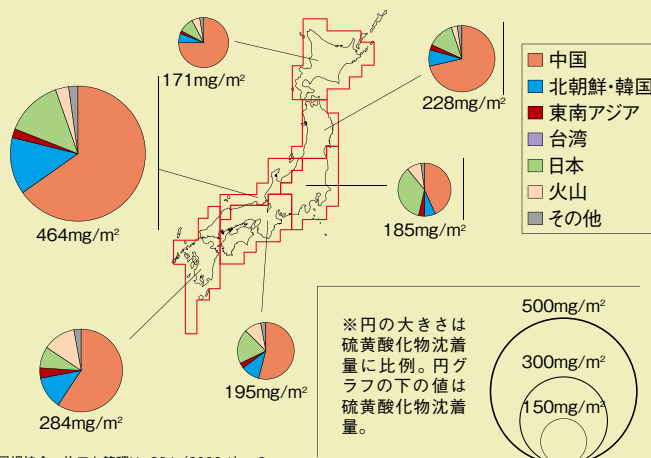 171mg/m²
228mg/m²
中国
北朝鮮・韓国
東南アジア
台湾
日本
火山
その他
464mg/m²
185mg/m²
284mg/m²
195mg/m²
※円の大きさは
硫黄酸化物沈着
量に比例。円グ
ラフの下の値は
硫黄酸化物沈着
量。
500mg/m²
300mg/m²
150mg/m²